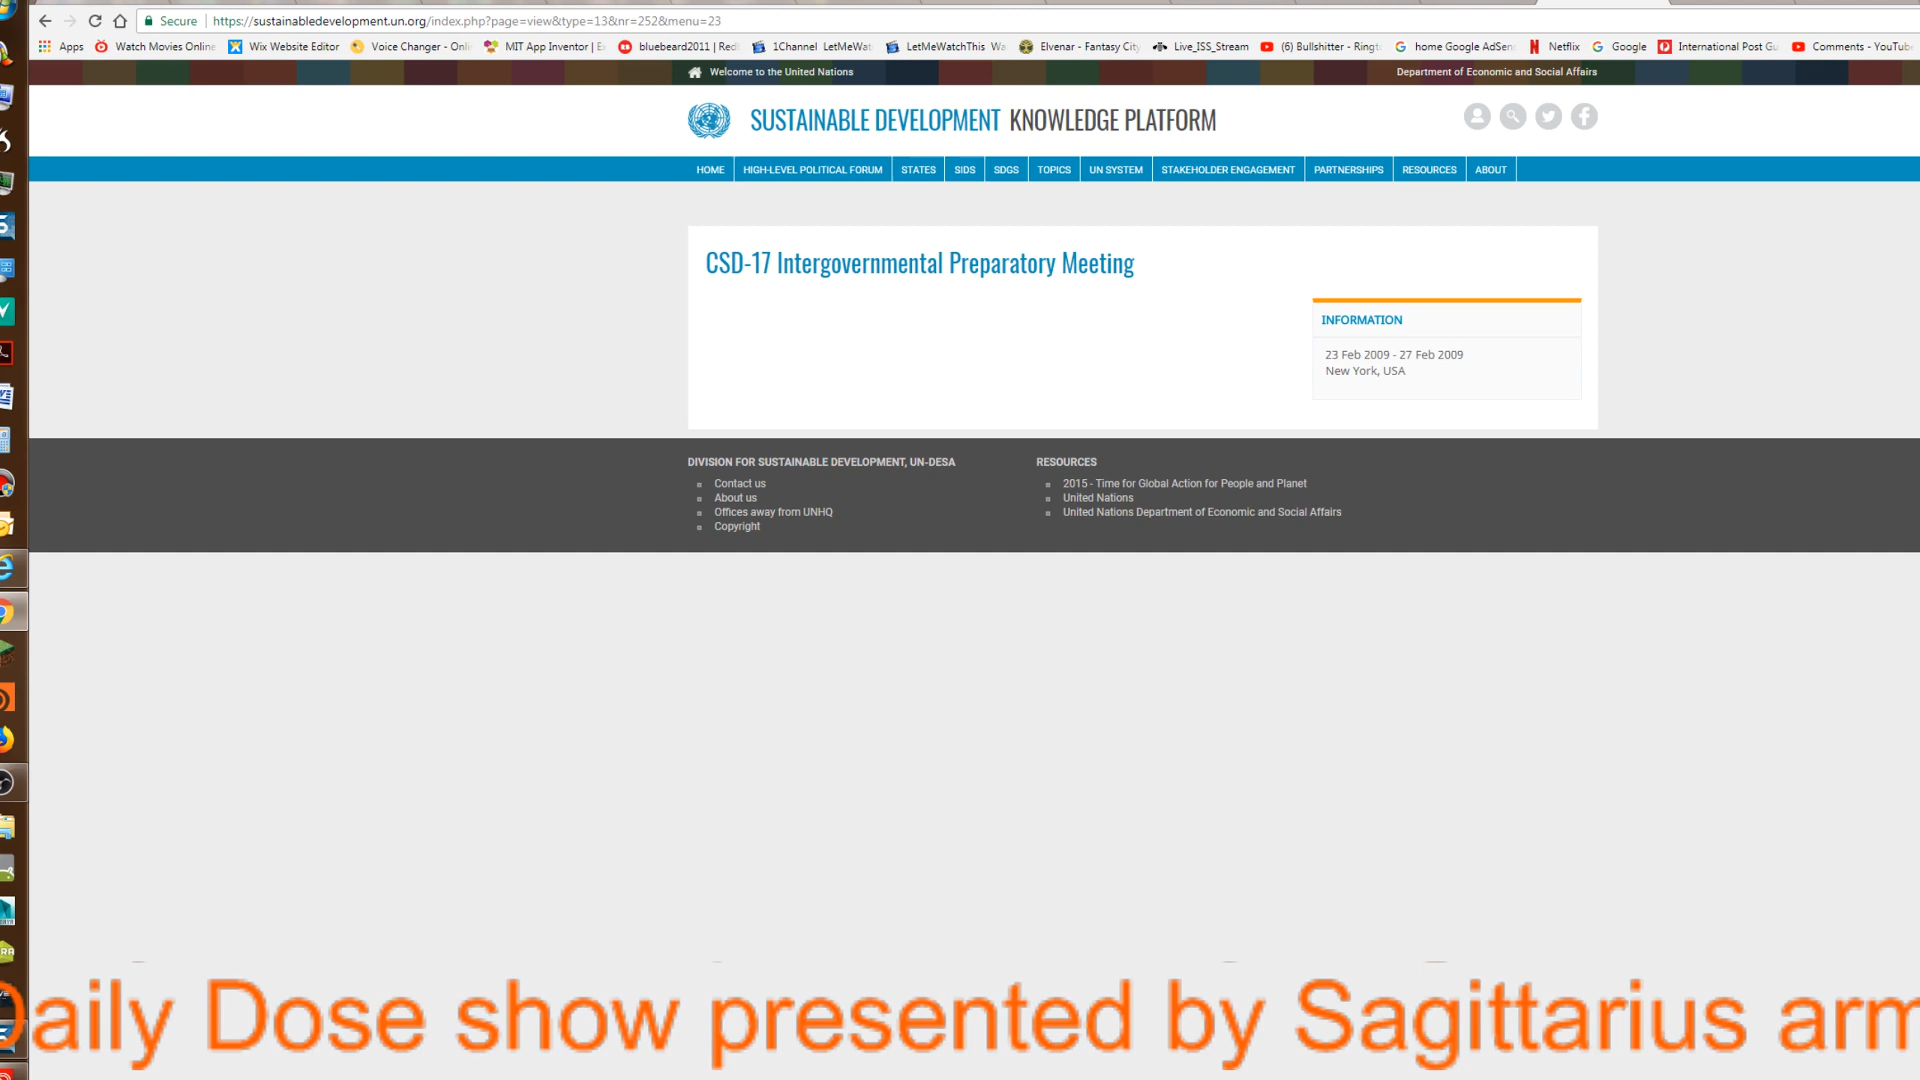 Secure https://sustainabledevelopment.un.org/index.php?page=view&type=13&nr=252&menu=23
Apps Watch Movies Online Wix Website Editor Voice Changer - Onli MIT App Inventor | E bluebeard2011 | Red 1Channel LetMeWat LetMeWatchThis Wa Elvenar - Fantasy City Live_ISS_Stream (6) Bullshitter - Ringt home Google AdSen Netflix Google International Post Gu Comments - YouTube
Welcome to the United Nations Department of Economic and Social Affairs
SUSTAINABLE DEVELOPMENT KNOWLEDGE PLATFORM
HOME HIGH-LEVEL POLITICAL FORUM STATES SIDS SDGS TOPICS UN SYSTEM STAKEHOLDER ENGAGEMENT PARTNERSHIPS RESOURCES ABOUT
CSD-17 Intergovernmental Preparatory Meeting
INFORMATION
23 Feb 2009 - 27 Feb 2009
New York, USA
DIVISION FOR SUSTAINABLE DEVELOPMENT, UN-DESA
Contact us
About us
Offices away from UNHQ
Copyright
RESOURCES
2015 - Time for Global Action for People and Planet
United Nations
United Nations Department of Economic and Social Affairs
Daily Dose show presented by Sagittarius arm